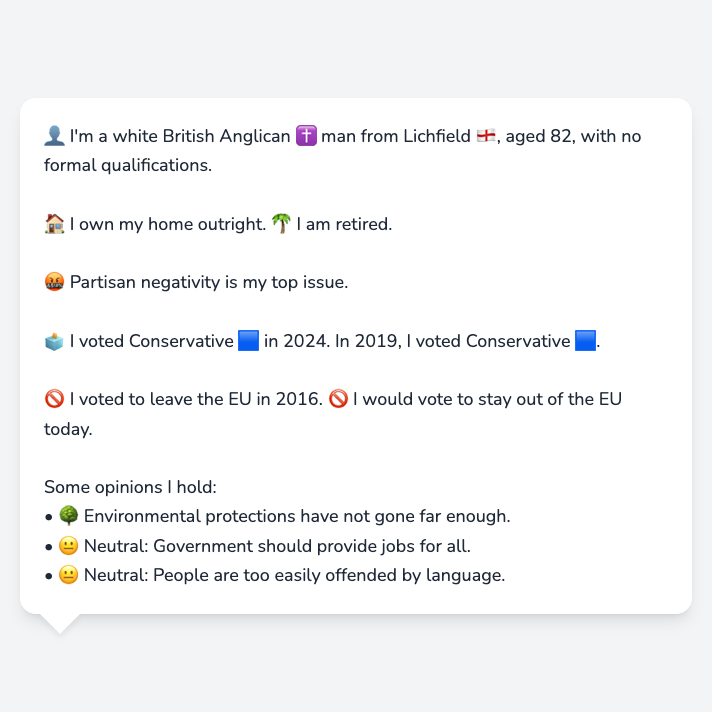 👤 I'm a white British Anglican ✝️ man from Lichfield 🏴󠁧󠁢󠁥󠁮󠁧󠁿, aged 82, with no
formal qualifications.
🏠 I own my home outright. 🌴 I am retired.
🤬 Partisan negativity is my top issue.
🗳️ I voted Conservative 🟦 in 2024. In 2019, I voted Conservative 🟦.
🚫 I voted to leave the EU in 2016. 🚫 I would vote to stay out of the EU
today.
Some opinions I hold:
• 🌳 Environmental protections have not gone far enough.
• 😐 Neutral: Government should provide jobs for all.
• 😐 Neutral: People are too easily offended by language.